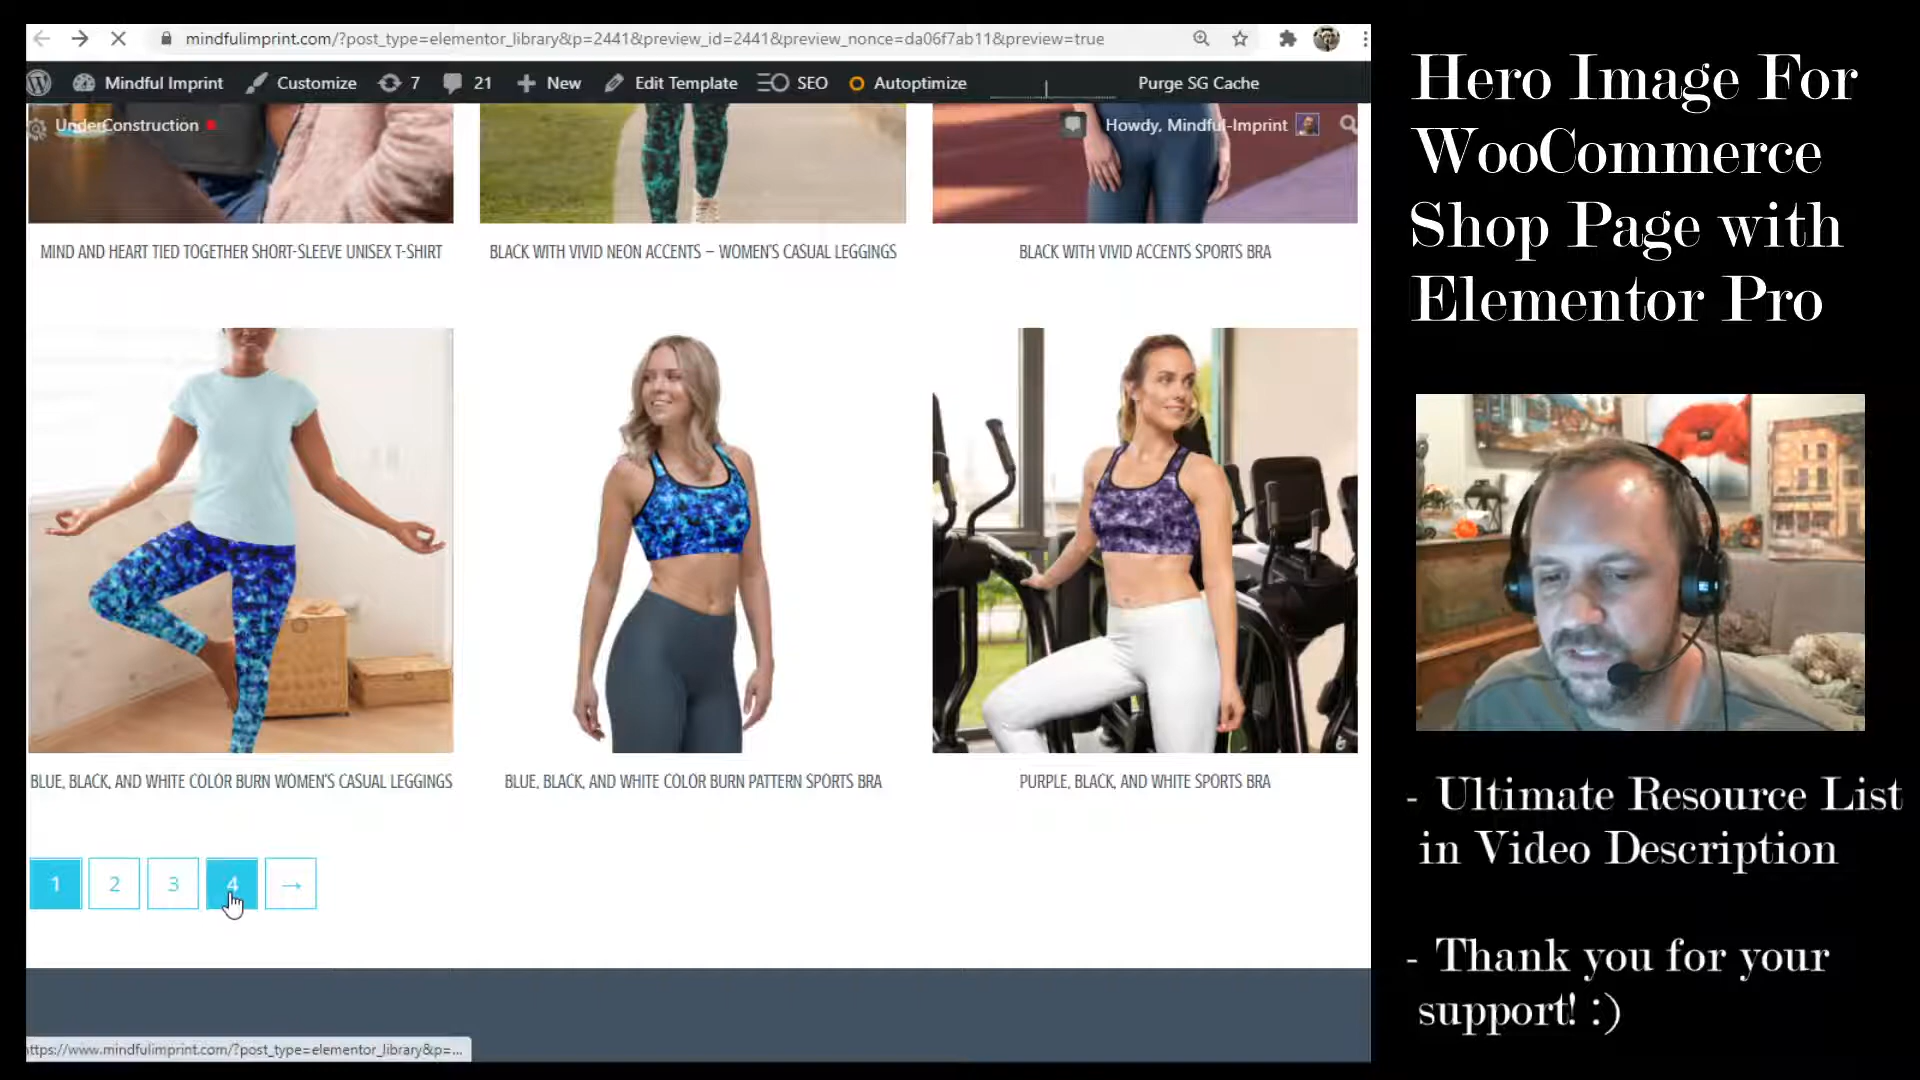 mindfulimprint.com/?post_type=elementor_library&p=2441&preview_id=2441&preview_nonce=da06f7ab11&preview=true
Mindful Imprint Customize 7 21 New Edit Template SEO Autoptimize Purge SG Cache
UnderConstruction Howdy, Mindful-Imprint
MIND AND HEART TIED TOGETHER SHORT-SLEEVE UNISEX T-SHIRT
BLACK WITH VIVID NEON ACCENTS – WOMEN'S CASUAL LEGGINGS
BLACK WITH VIVID ACCENTS SPORTS BRA
BLUE, BLACK, AND WHITE COLOR BURN WOMEN'S CASUAL LEGGINGS
BLUE, BLACK, AND WHITE COLOR BURN PATTERN SPORTS BRA
PURPLE, BLACK, AND WHITE SPORTS BRA
1 2 3 4 →
https://www.mindfulimprint.com/?post_type=elementor_library&p=...
Hero Image For
WooCommerce
Shop Page with
Elementor Pro
- Ultimate Resource List
in Video Description
- Thank you for your
support! :)